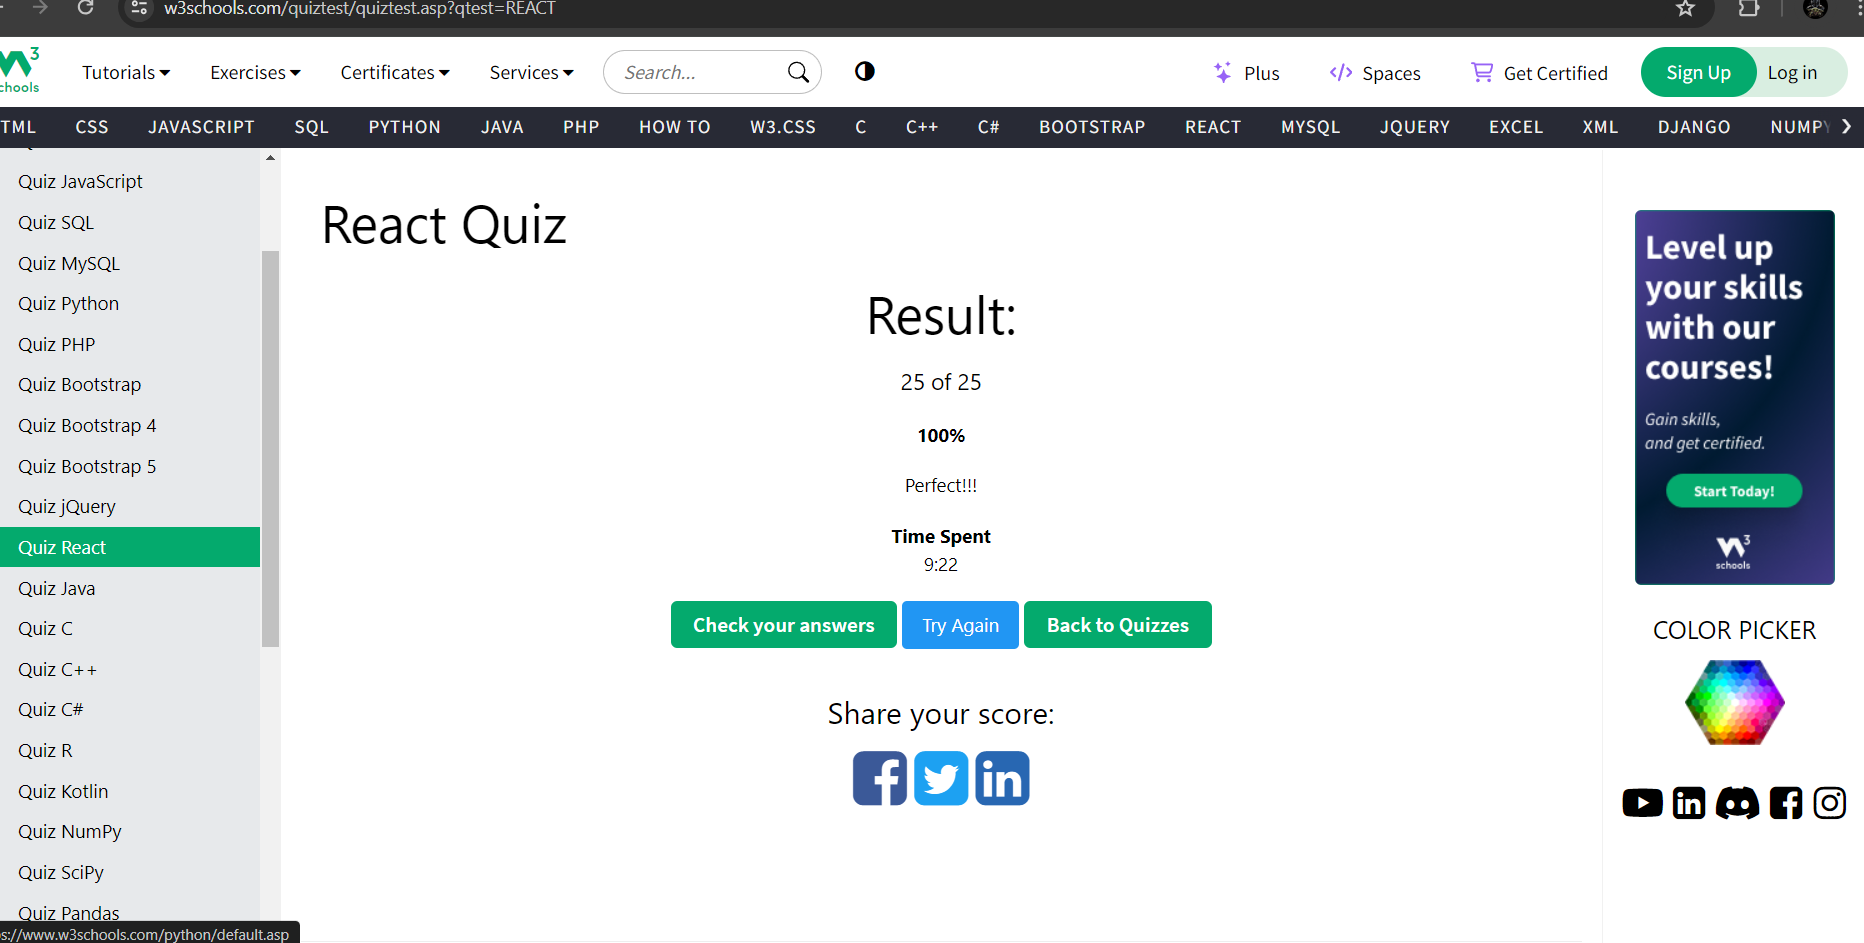 w3schools.com/quiztest/quiztest.asp?qtest=REACT
3
chools
Tutorials
Exercises
Certificates
Services
Search...
Plus
Spaces
Get Certified
Sign Up
Log in
TML
CSS
JAVASCRIPT
SQL
PYTHON
JAVA
PHP
HOW TO
W3.CSS
C
C++
C#
BOOTSTRAP
REACT
MYSQL
JQUERY
EXCEL
XML
DJANGO
NUMPY
Quiz JavaScript
Quiz SQL
Quiz MySQL
Quiz Python
Quiz PHP
Quiz Bootstrap
Quiz Bootstrap 4
Quiz Bootstrap 5
Quiz jQuery
Quiz React
Quiz Java
Quiz C
Quiz C++
Quiz C#
Quiz R
Quiz Kotlin
Quiz NumPy
Quiz SciPy
Quiz Pandas
s://www.w3schools.com/python/default.asp
React Quiz
Result:
25 of 25
100%
Perfect!!!
Time Spent
9:22
Check your answers
Try Again
Back to Quizzes
Share your score:
Level up
your skills
with our
courses!
Gain skills,
and get certified.
Start Today!
3
schools
COLOR PICKER